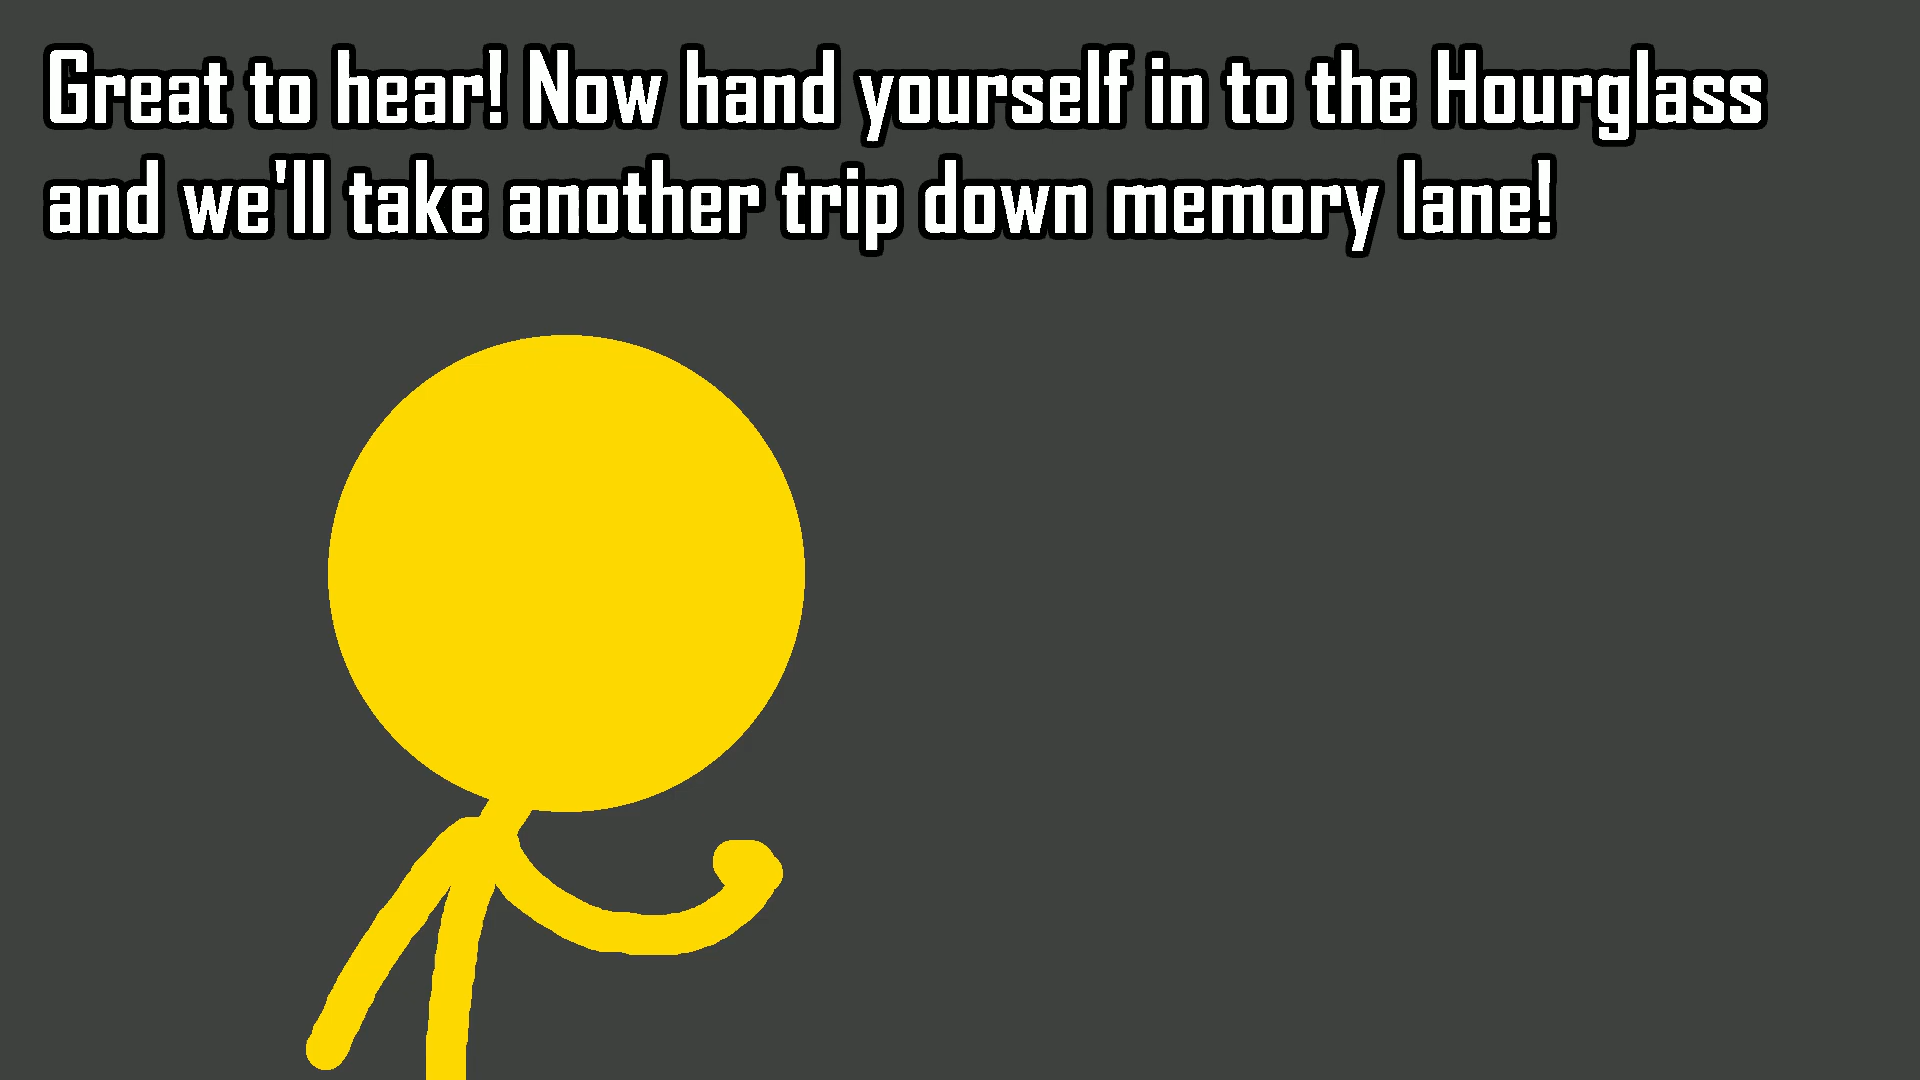 Great to hear! Now hand yourself in to the Hourglass
and we'll take another trip down memory lane!